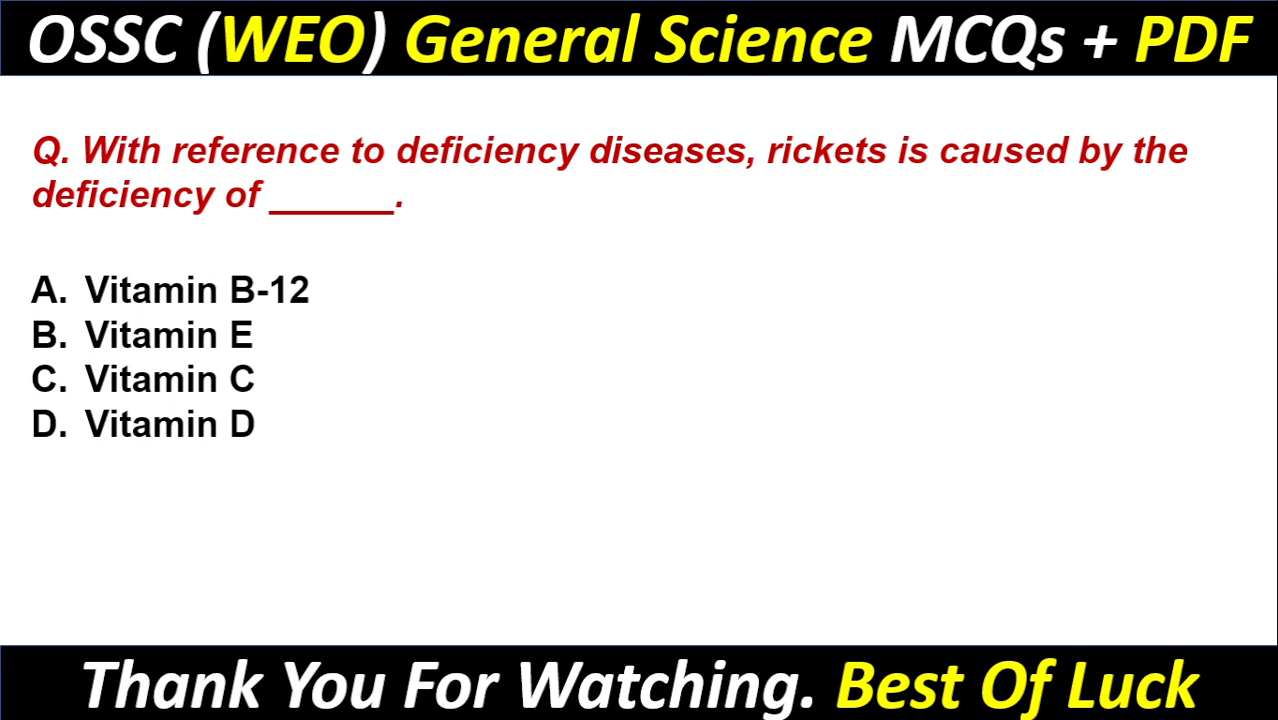 OSSC (WEO) General Science MCQs + PDF
Q. With reference to deficiency diseases, rickets is caused by the
deficiency of ______.
A. Vitamin B-12
B. Vitamin E
C. Vitamin C
D. Vitamin D
Thank You For Watching. Best Of Luck